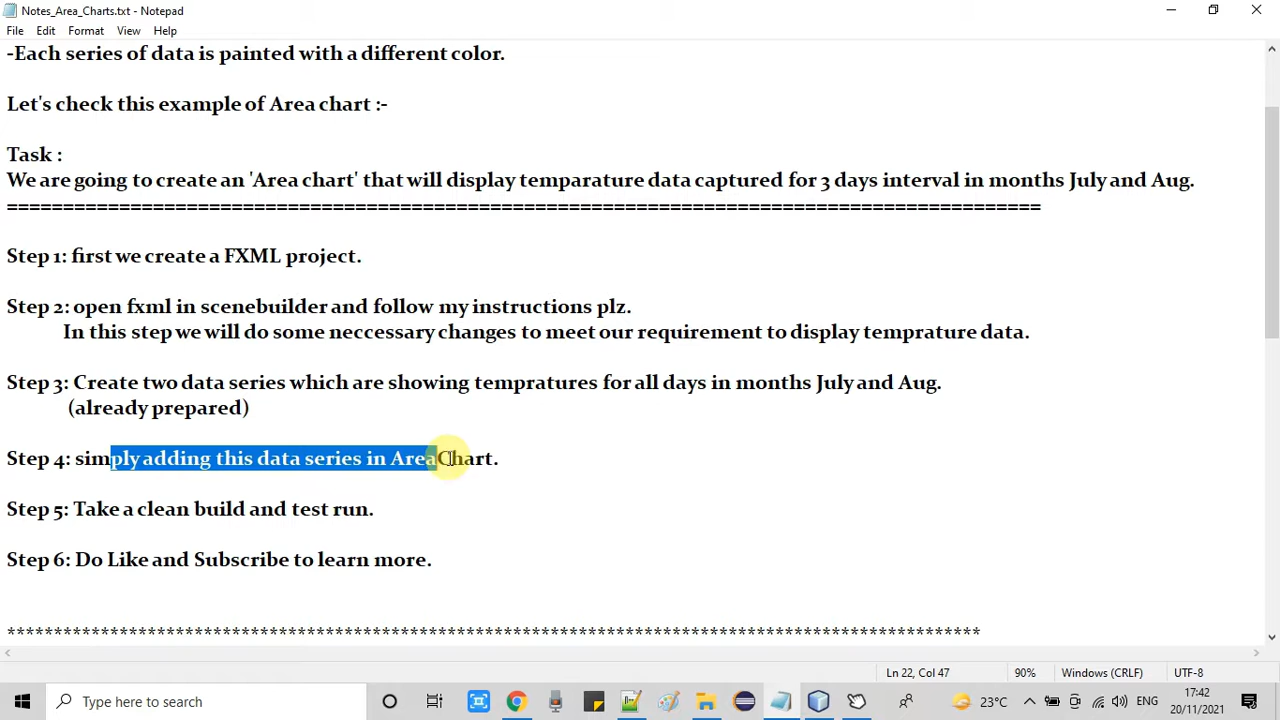 Notes_Area_Charts.txt - Notepad
File Edit Format View Help
-Each series of data is painted with a different color.
Let's check this example of Area chart :-
Task :
We are going to create an 'Area chart' that will display temparature data captured for 3 days interval in months July and Aug.
============================================================================================
Step 1: first we create a FXML project.
Step 2: open fxml in scenebuilder and follow my instructions plz.
In this step we will do some neccessary changes to meet our requirement to display temprature data.
Step 3: Create two data series which are showing tempratures for all days in months July and Aug.
(already prepared)
Step 4: simply adding this data series in AreaChart.
Step 5: Take a clean build and test run.
Step 6: Do Like and Subscribe to learn more.
********************************************************************************************************
Ln 22, Col 47 90% Windows (CRLF) UTF-8
Type here to search 23°C ENG 17:42
20/11/2021